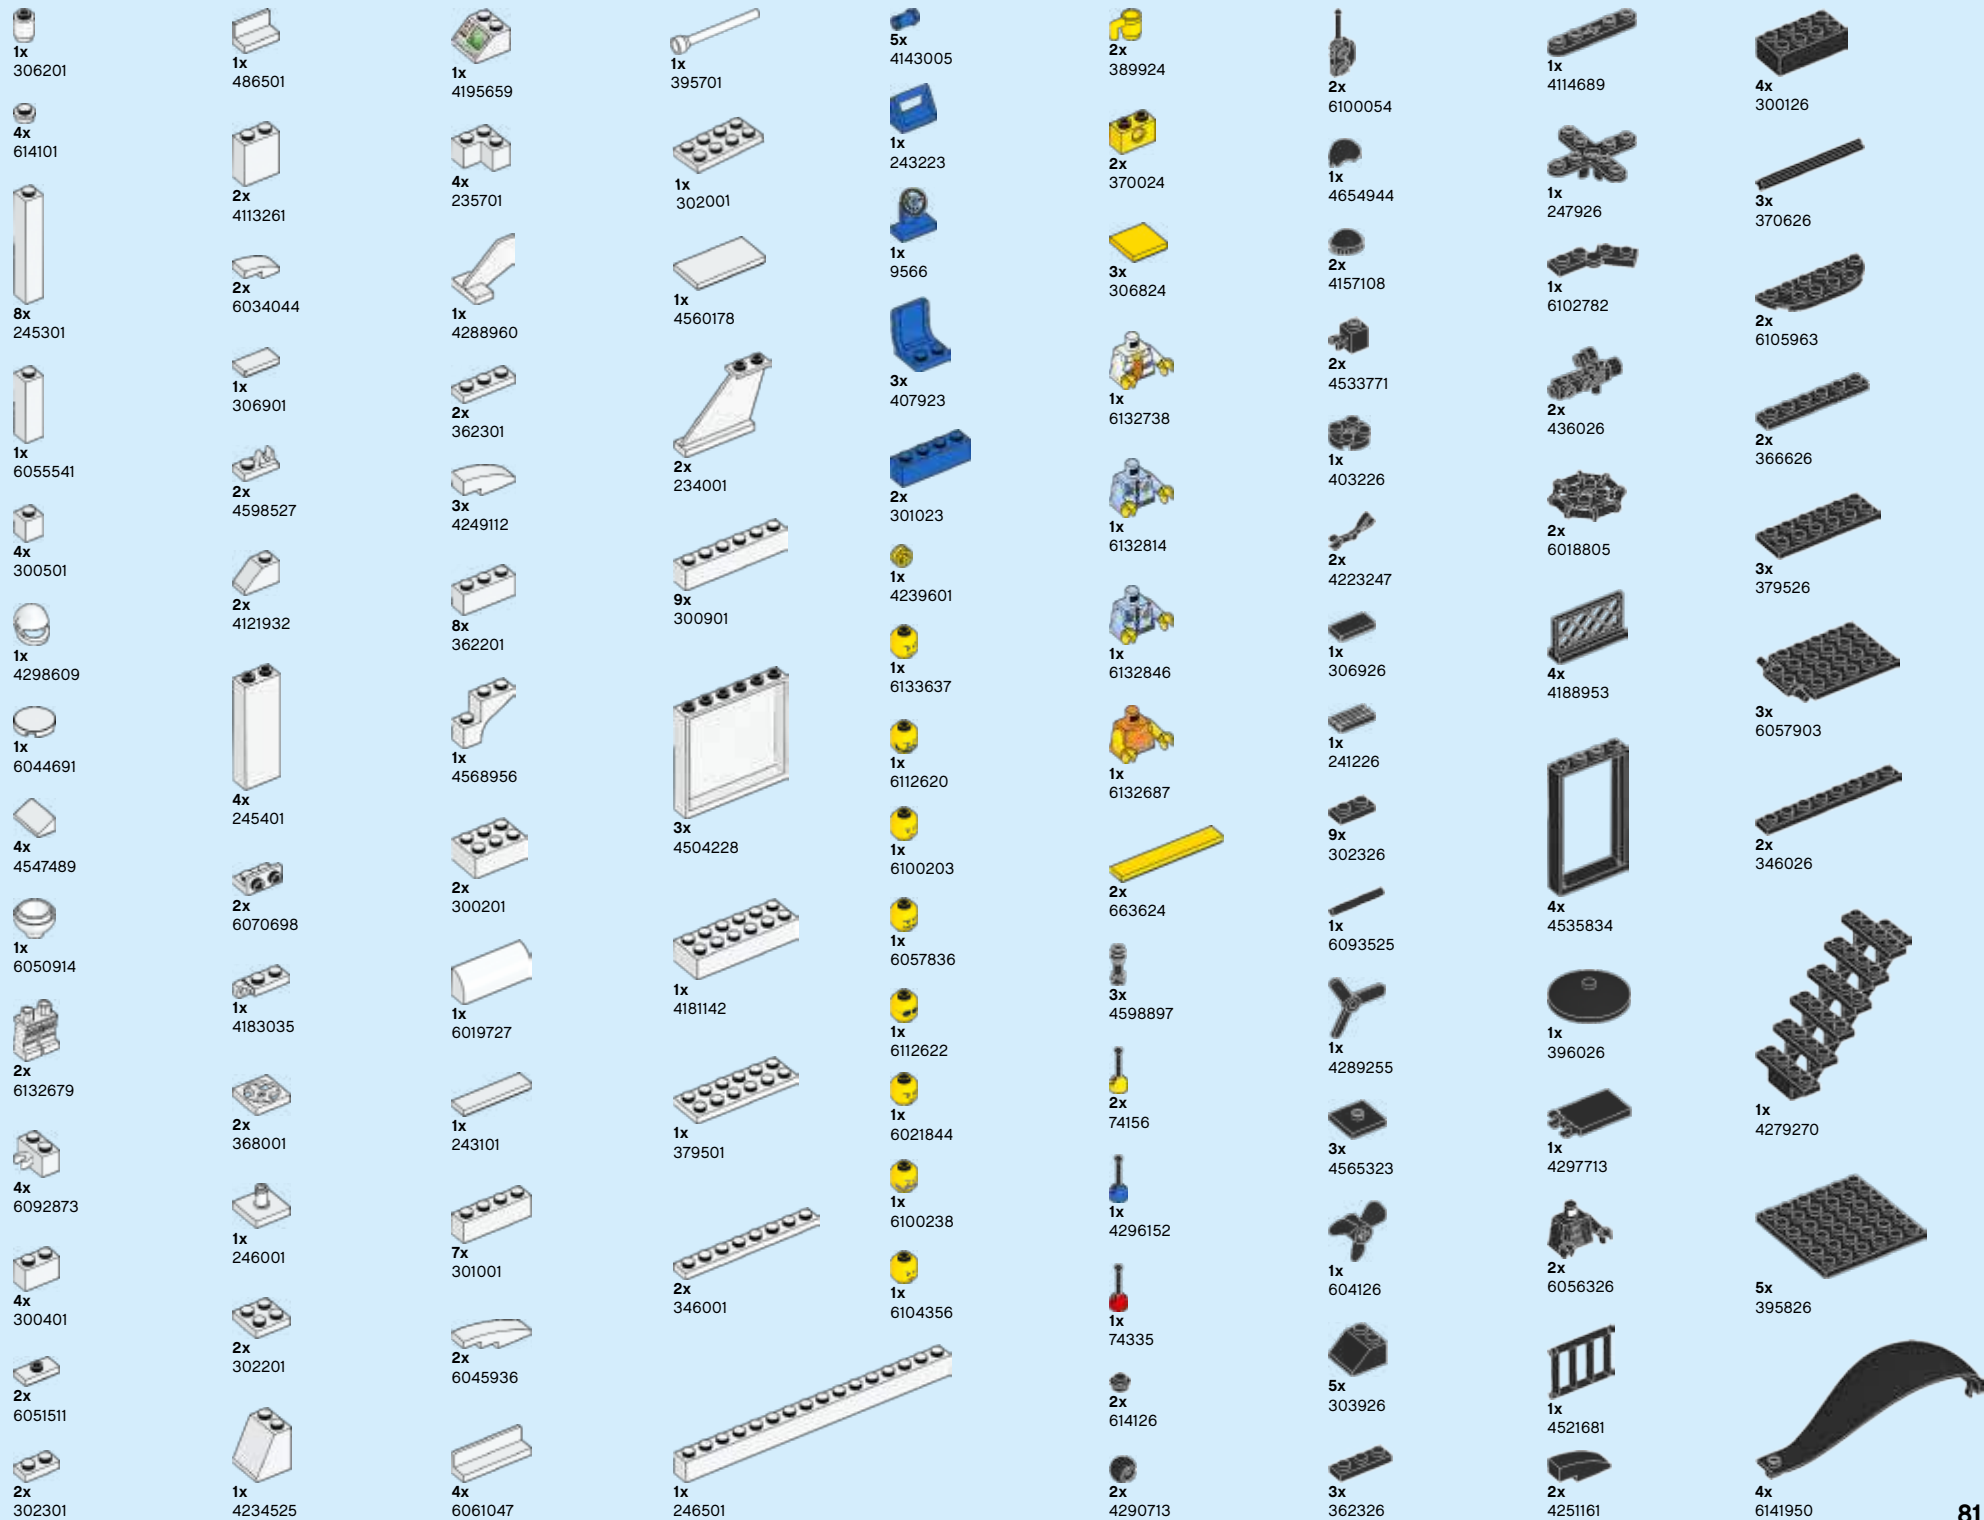 1x
306201
4x
614101
8x
245301
1x
6055541
4x
300501
1x
4298609
1x
6044691
4x
4547489
1x
6050914
2x
6132679
4x
6092873
4x
300401
2x
6051511
2x
302301
1x
486501
2x
4113261
2x
6034044
1x
306901
2x
4598527
2x
4121932
4x
245401
2x
6070698
1x
4183035
2x
368001
1x
246001
2x
302201
1x
4234525
1x
4195659
4x
235701
1x
4288960
2x
362301
3x
4249112
8x
362201
1x
4568956
2x
300201
1x
6019727
1x
243101
7x
301001
2x
6045936
4x
6061047
1x
395701
1x
302001
1x
4560178
2x
234001
9x
300901
3x
4504228
1x
4181142
1x
379501
2x
346001
1x
246501
5x
4143005
1x
243223
1x
9566
3x
407923
2x
301023
1x
4239601
1x
6133637
1x
6112620
1x
6100203
1x
6057836
1x
6112622
1x
6021844
1x
6100238
1x
6104356
2x
389924
2x
370024
3x
306824
1x
6132738
1x
6132814
1x
6132846
1x
6132687
2x
663624
3x
4598897
2x
74156
1x
4296152
1x
74335
2x
614126
2x
4290713
2x
6100054
1x
4654944
2x
4157108
2x
4533771
1x
403226
2x
4223247
1x
306926
1x
241226
9x
302326
1x
6093525
1x
4289255
3x
4565323
1x
604126
5x
303926
3x
362326
1x
4114689
1x
247926
1x
6102782
2x
436026
2x
6018805
4x
4188953
4x
4535834
1x
396026
1x
4297713
2x
6056326
1x
4521681
2x
4251161
4x
300126
3x
370626
2x
6105963
2x
366626
3x
379526
3x
6057903
2x
346026
1x
4279270
5x
395826
4x
6141950
81